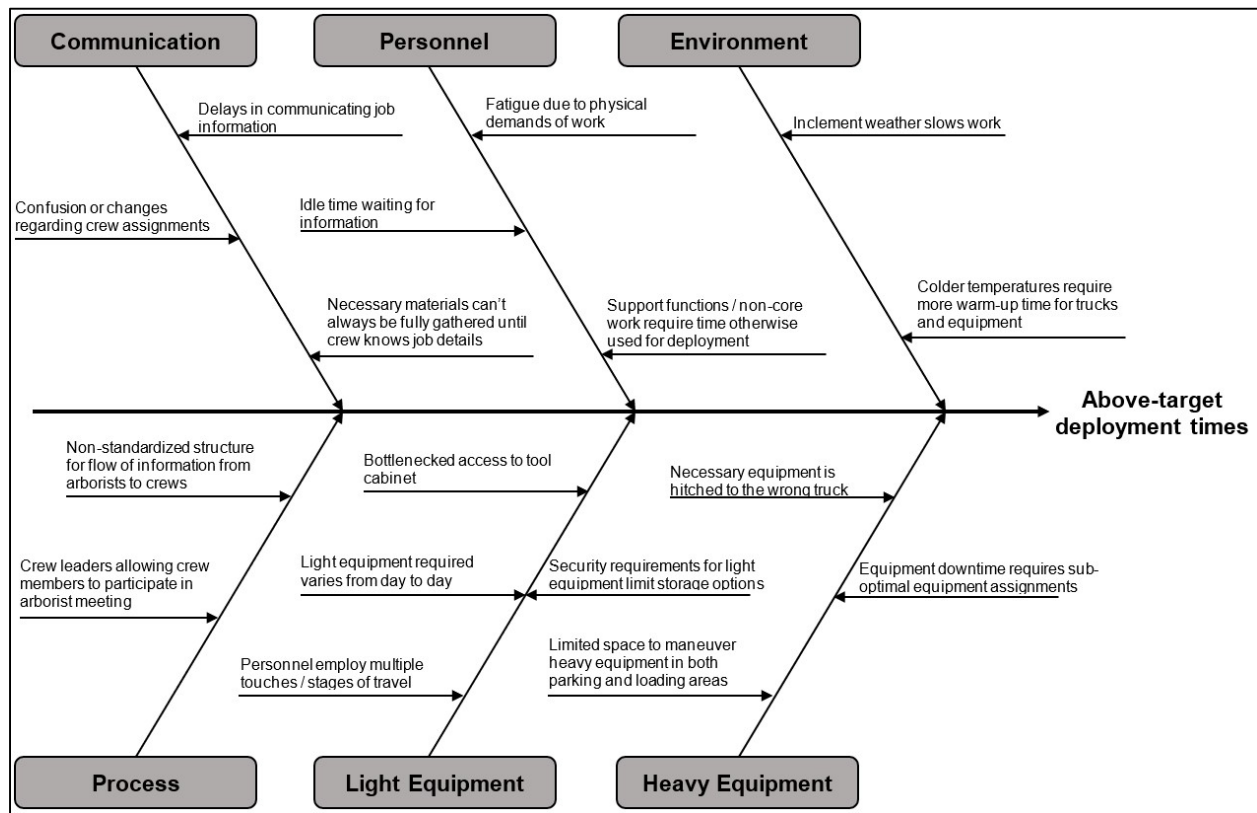 Communication
Personnel
Environment
Delays in communicating job
information
Fatigue due to physical
demands of work
Inclement weather slows work
Confusion or changes
regarding crew assignments
Idle time waiting for
information
Necessary materials can't
always be fully gathered until
crew knows job details
Support functions / non-core
work require time otherwise
used for deployment
Colder temperatures require
more warm-up time for trucks
and equipment
Above-target
deployment times
Non-standardized structure
for flow of information from
arborists to crews
Bottlenecked access to tool
cabinet
Necessary equipment is
hitched to the wrong truck
Crew leaders allowing crew
members to participate in
arborist meeting
Light equipment required
varies from day to day
Security requirements for light
equipment limit storage options
Equipment downtime requires sub-
optimal equipment assignments
Personnel employ multiple
touches / stages of travel
Limited space to maneuver
heavy equipment in both
parking and loading areas
Process
Light Equipment
Heavy Equipment